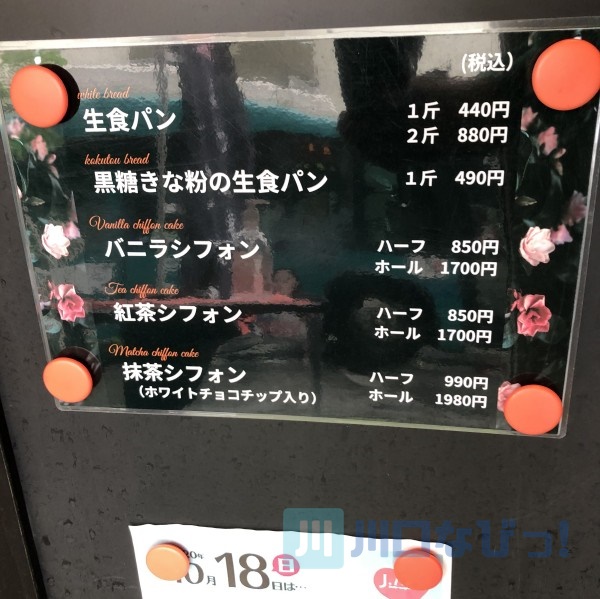 (税込)
white bread
生食パン 1斤 440円
2斤 880円
kokutou bread
黒糖きな粉の生食パン 1斤 490円
Vanilla chiffon cake
バニラシフォン ハーフ 850円
ホール 1700円
Tea chiffon cake
紅茶シフォン ハーフ 850円
ホール 1700円
Matcha chiffon cake
抹茶シフォン ハーフ 990円
(ホワイトチョコチップ入り) ホール 1980円
川 川口なびっ!
月18日は…
日